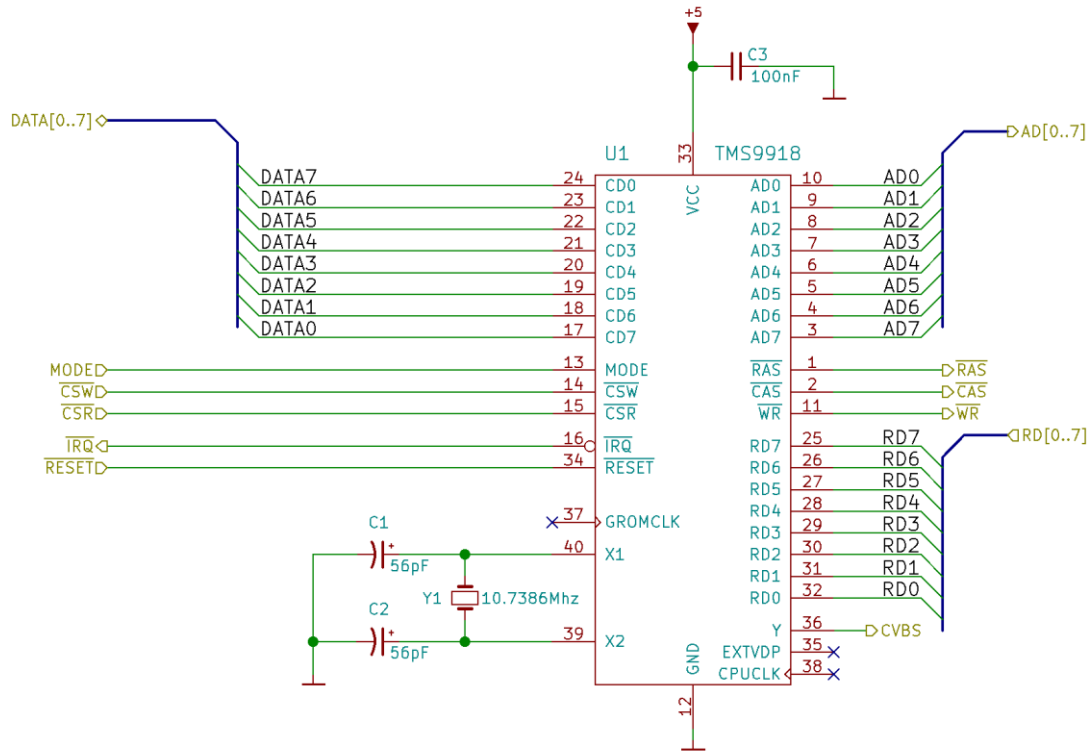 +5
C3
100nF
DATA[0..7]
AD[0..7]
U1
33
TMS9918
VCC
DATA7 24 CD0 AD0 10 AD0
DATA6 23 CD1 AD1 9 AD1
DATA5 22 CD2 AD2 8 AD2
DATA4 21 CD3 AD3 7 AD3
DATA3 20 CD4 AD4 6 AD4
DATA2 19 CD5 AD5 5 AD5
DATA1 18 CD6 AD6 4 AD6
DATA0 17 CD7 AD7 3 AD7
MODE 13 MODE RAS 1 RAS
CSW 14 CSW CAS 2 CAS
CSR 15 CSR WR 11 WR
RD[0..7]
IRQ 16 IRQ RD7 25 RD7
RESET 34 RESET RD6 26 RD6
RD5 27 RD5
RD4 28 RD4
37 GROMCLK RD3 29 RD3
C1
40 X1 RD2 30 RD2
56pF
RD1 31 RD1
Y1 10.7386Mhz RD0 32 RD0
C2
Y 36 CVBS
39 X2
56pF
EXTVDP 35
GND
CPUCLK 38
12